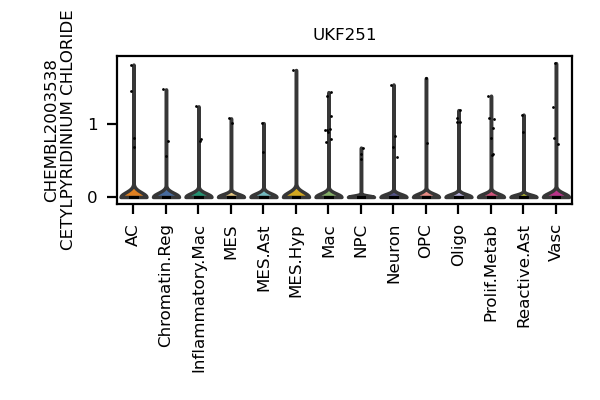 UKF251
CHEMBL2003538
CETYLPYRIDINIUM CHLORIDE
1
0
AC
Chromatin.Reg
Inflammatory.Mac
MES
MES.Ast
MES.Hyp
Mac
NPC
Neuron
OPC
Oligo
Prolif.Metab
Reactive.Ast
Vasc